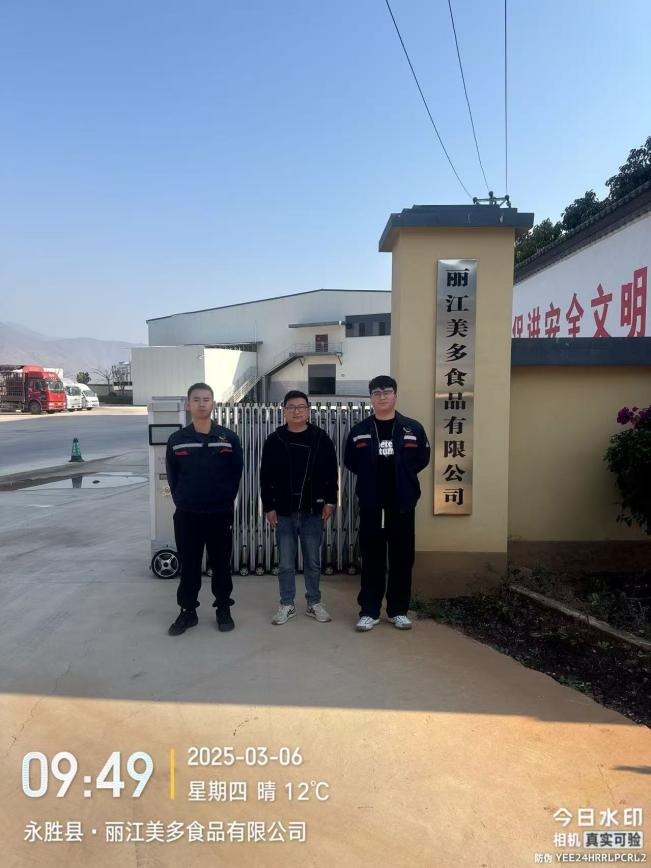 丽江美多食品有限公司
促进安全文明
09:49
2025-03-06
星期四 晴 12℃
永胜县·丽江美多食品有限公司
今日水印
相机 真实可验
防伪 YEE24HRRLPCRL2